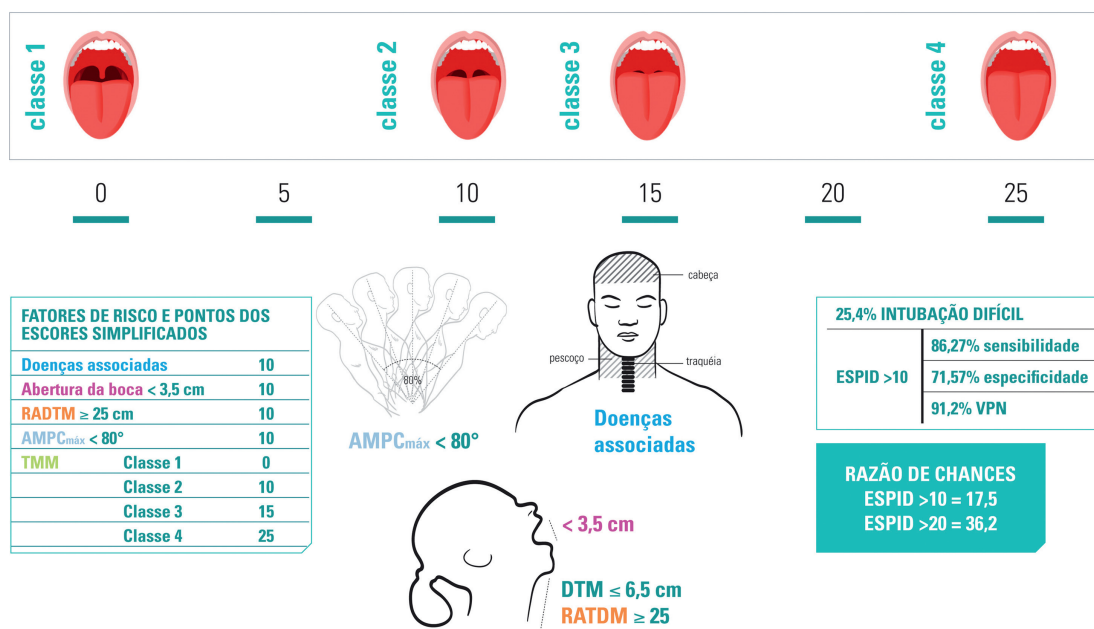 classe 1
classe 2
classe 3
classe 4
0
5
10
15
20
25
FATORES DE RISCO E PONTOS DOS
ESCORES SIMPLIFICADOS
Doenças associadas 10
Abertura da boca < 3,5 cm 10
RADTM ≥ 25 cm 10
AMPCmáx < 80° 10
TMM Classe 1 0
Classe 2 10
Classe 3 15
Classe 4 25
80%
AMPCmáx < 80°
cabeça
pescoço
traquéia
Doenças
associadas
< 3,5 cm
DTM ≤ 6,5 cm
RATDM ≥ 25
25,4% INTUBAÇÃO DIFÍCIL
ESPID >10
86,27% sensibilidade
71,57% especificidade
91,2% VPN
RAZÃO DE CHANCES
ESPID >10 = 17,5
ESPID >20 = 36,2